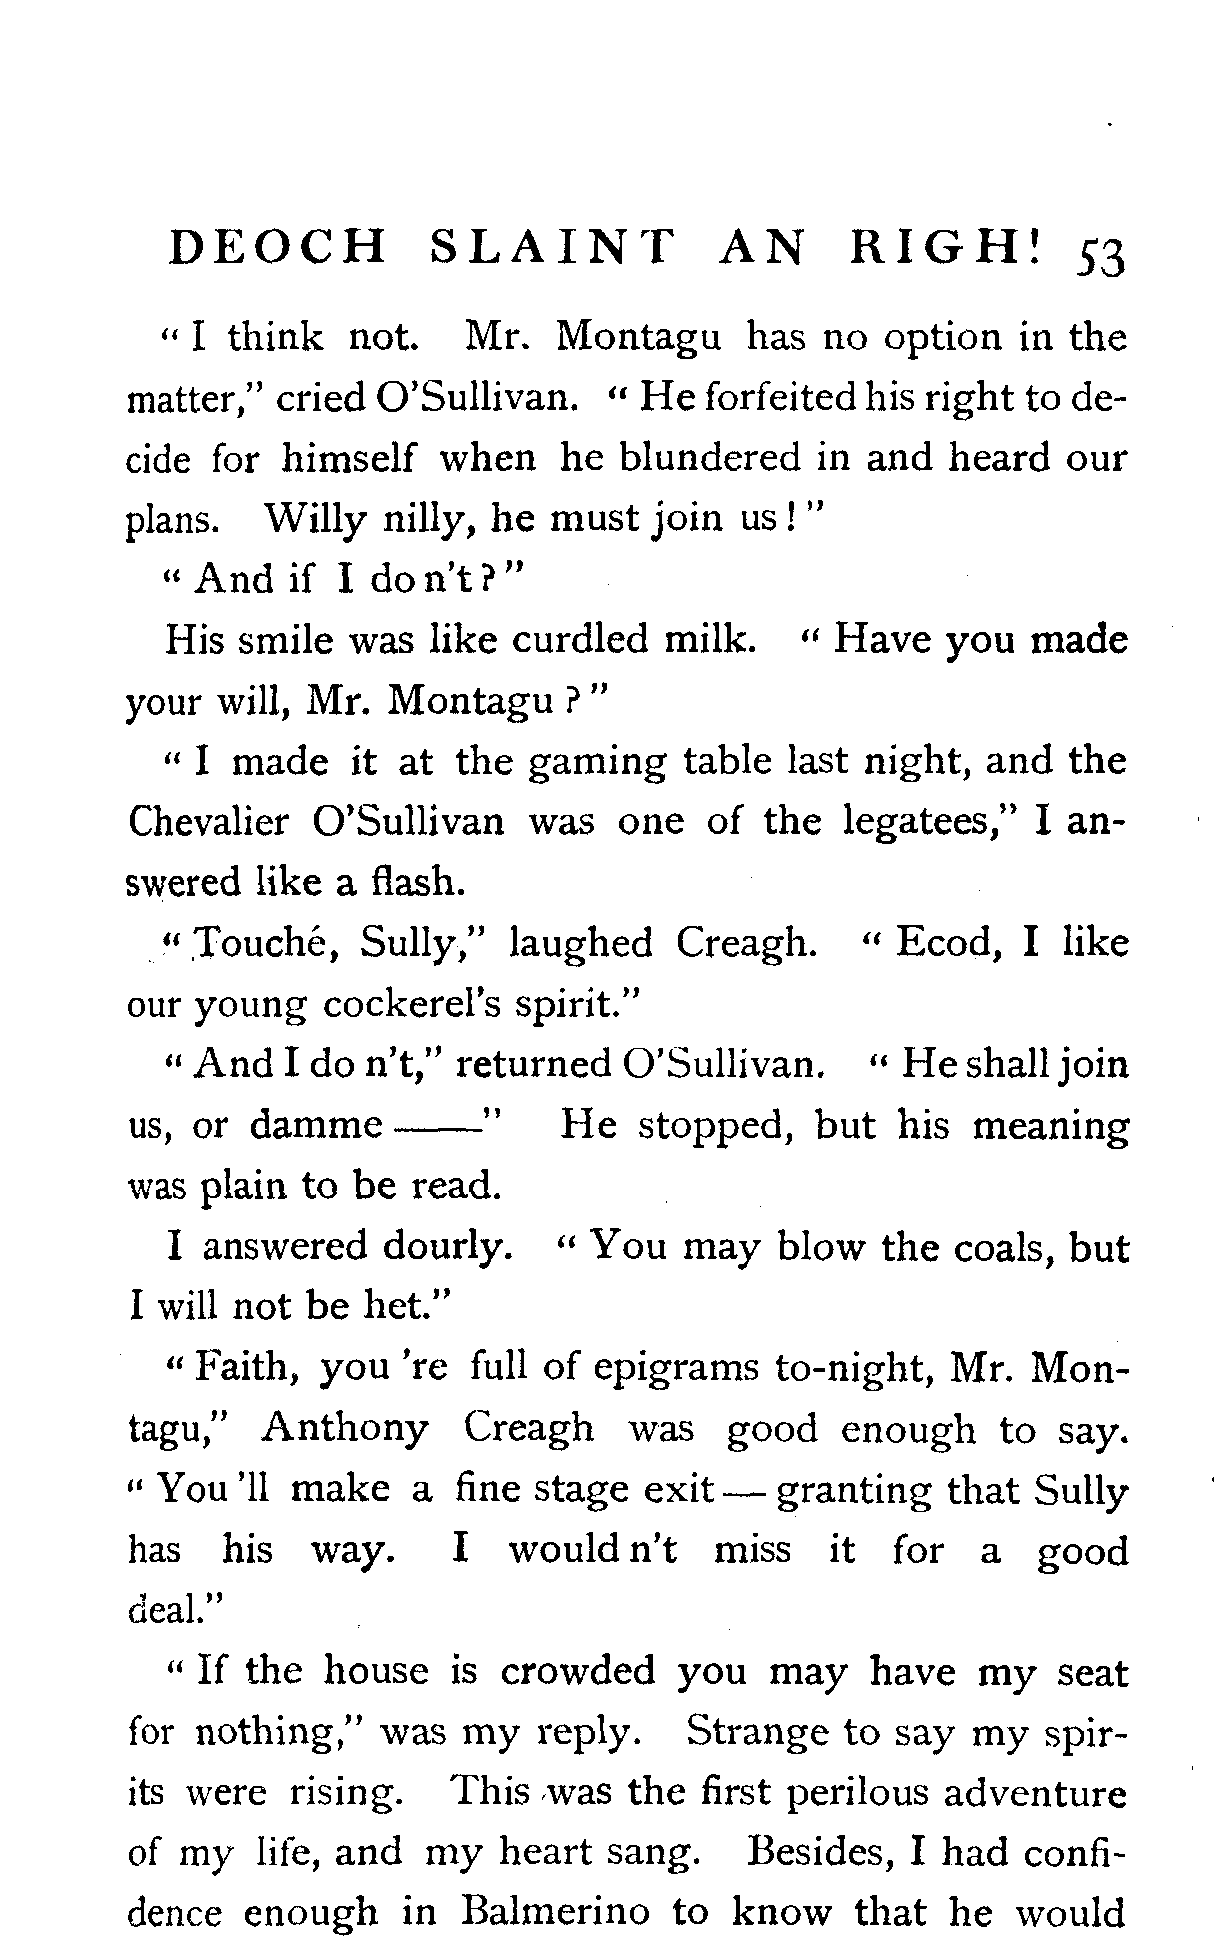 DEOCH SLAINT AN RIGH! 53
“ I think not. Mr. Montagu has no option in the
matter,” cried O’Sullivan. “ He forfeited his right to de-
cide for himself when he blundered in and heard our
plans. Willy nilly, he must join us ! ”
“ And if I do n’t ? ”
His smile was like curdled milk. “ Have you made
your will, Mr. Montagu ? ”
“ I made it at the gaming table last night, and the
Chevalier O’Sullivan was one of the legatees,” I an-
swered like a flash.
“ Touché, Sully,” laughed Creagh. “ Ecod, I like
our young cockerel’s spirit.”
“ And I do n’t,” returned O’Sullivan. “ He shall join
us, or damme ——” He stopped, but his meaning
was plain to be read.
I answered dourly. “ You may blow the coals, but
I will not be het.”
“ Faith, you ’re full of epigrams to-night, Mr. Mon-
tagu,” Anthony Creagh was good enough to say.
“ You ’ll make a fine stage exit — granting that Sully
has his way. I would n’t miss it for a good
deal.”
“ If the house is crowded you may have my seat
for nothing,” was my reply. Strange to say my spir-
its were rising. This was the first perilous adventure
of my life, and my heart sang. Besides, I had confi-
dence enough in Balmerino to know that he would